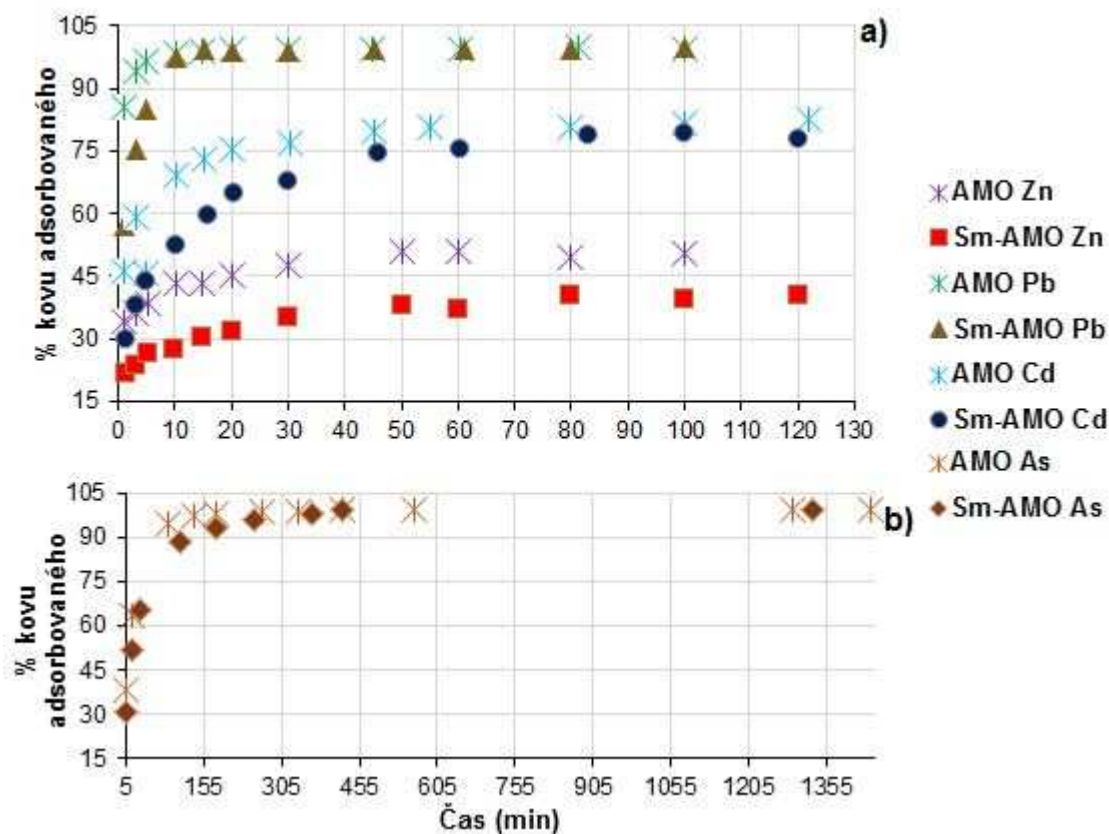 a)
105
90
75
60
45
30
15
% kovu adsorbovaného
0 10 20 30 40 50 60 70 80 90 100 110 120 130
AMO Zn
Sm-AMO Zn
AMO Pb
Sm-AMO Pb
AMO Cd
Sm-AMO Cd
AMO As
Sm-AMO As
b)
105
90
75
60
45
30
15
% kovu
adsorbovaného
5 155 305 455 605 755 905 1055 1205 1355
Čas (min)